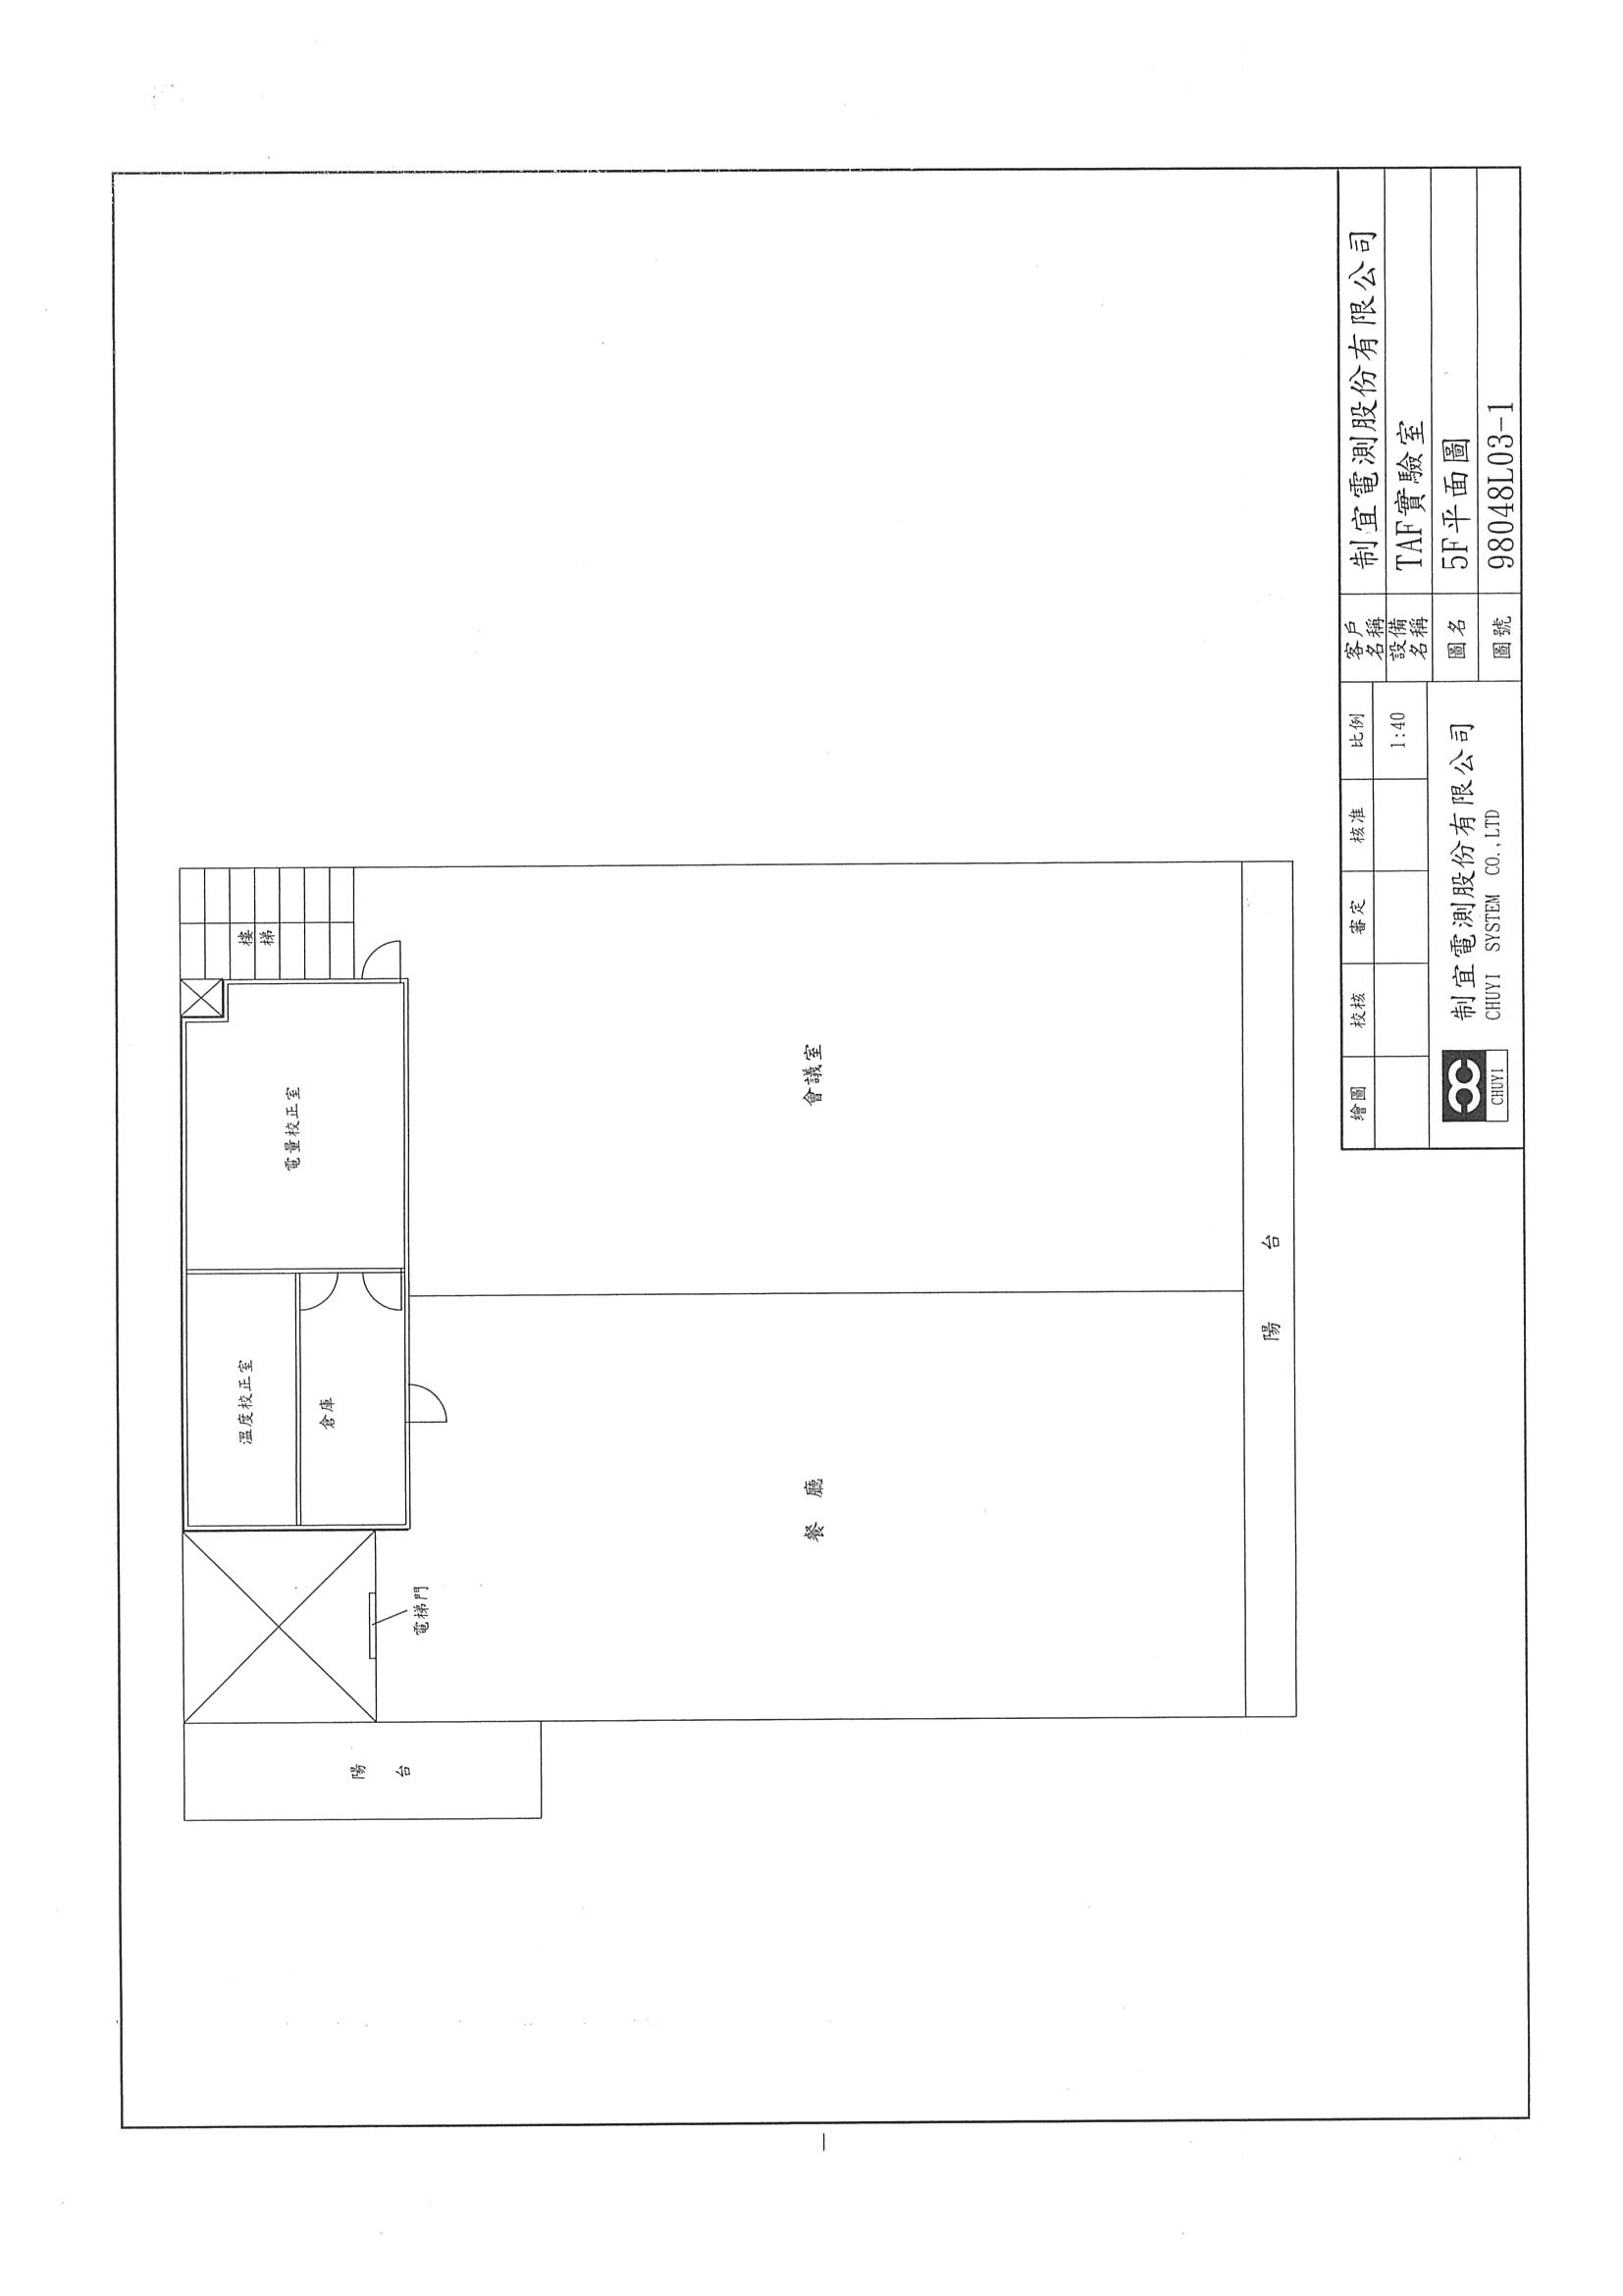 樓
梯
電量校正室
溫度校正室
倉庫
電梯門
會議室
餐 廳
陽 台
陽 台
客戶
名稱
制宜電測股份有限公司
設備
名稱
TAF實驗室
圖名
5F平面圖
圖號
98048L03-1
繪圖
校核
審定
核准
比例
1:40
CHUYI
制宜電測股份有限公司
CHUYI SYSTEM CO.,LTD